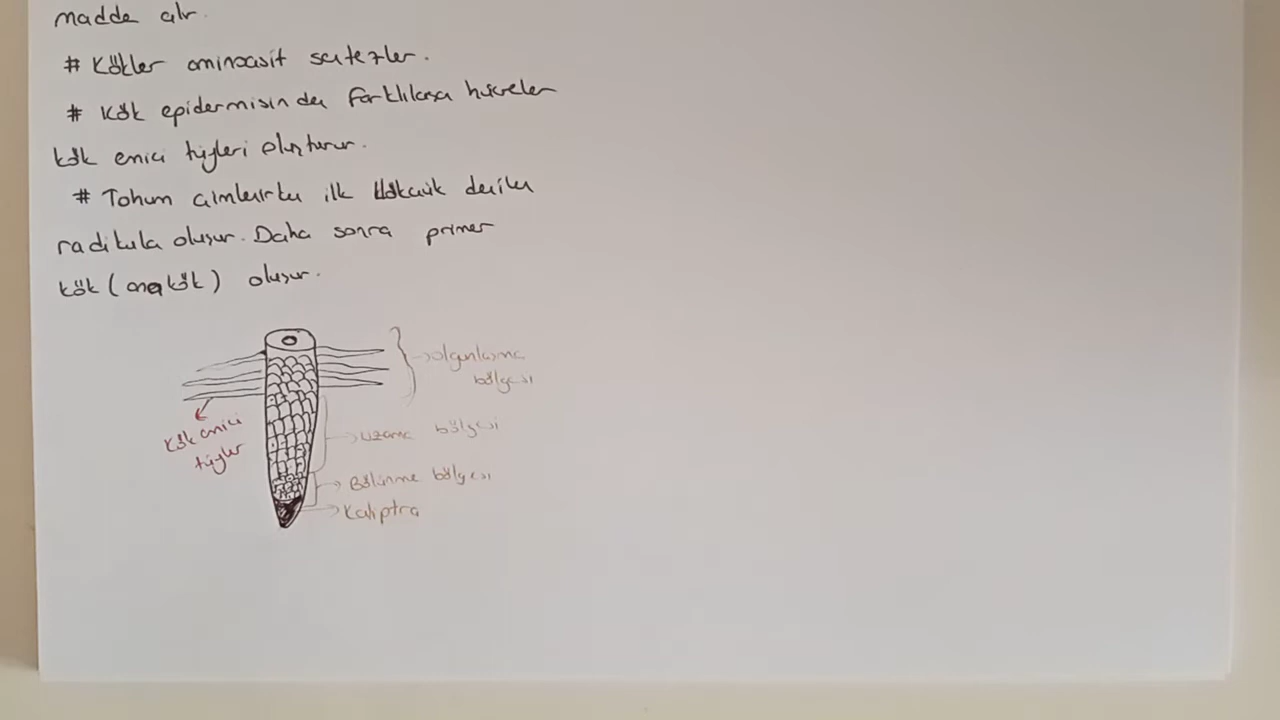 madde alır.
# Kökler aminoasit sentezler.
# Kök epidermisinden farklılaşan hücreler
kök emici tüyleri oluşturur.
# Tohum çimlenirken ilk kökçük denilen
radikula oluşur. Daha sonra primer
kök (ana kök) oluşur.
olgunlaşma
bölgesi
Kök emici
tüyler
uzama bölgesi
Bölünme bölgesi
Kaliptra